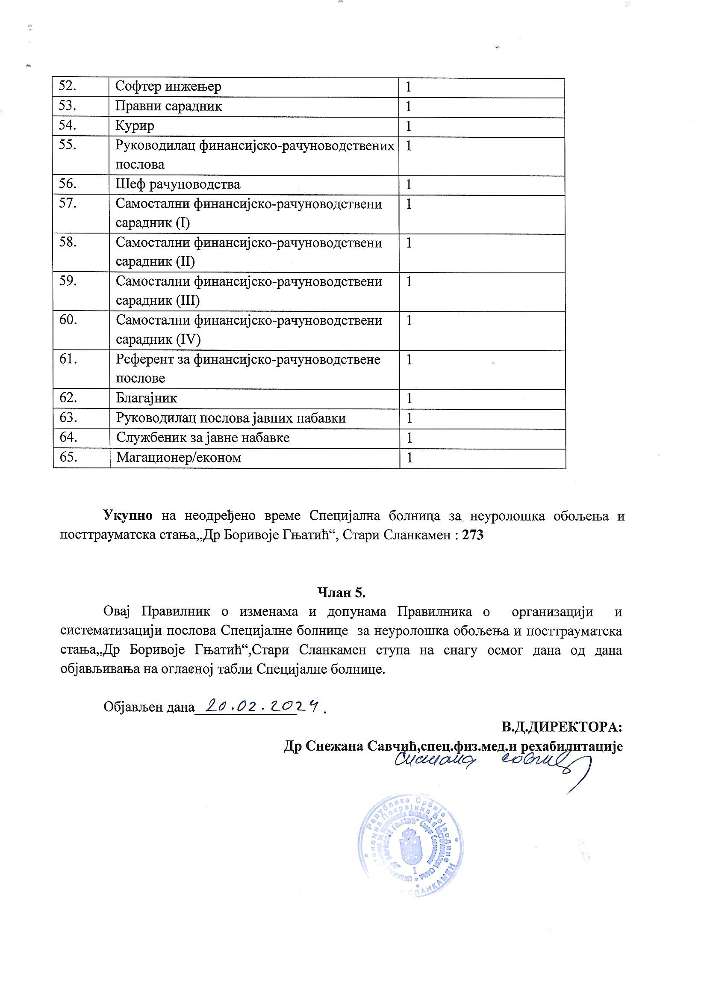 52. Софтер инжењер 1
53. Правни сарадник 1
54. Курир 1
55. Руководилац финансијско-рачуноводствених 1
послова
56. Шеф рачуноводства 1
57. Самостални финансијско-рачуноводствени 1
сарадник (I)
58. Самостални финансијско-рачуноводствени 1
сарадник (II)
59. Самостални финансијско-рачуноводствени 1
сарадник (III)
60. Самостални финансијско-рачуноводствени 1
сарадник (IV)
61. Референт за финансијско-рачуноводствене 1
послове
62. Благајник 1
63. Руководилац послова јавних набавки 1
64. Службеник за јавне набавке 1
65. Магационер/економ 1
Укупно на неодређено време Специјална болница за неуролошка обољења и
посттрауматска стања„Др Боривоје Гњатић“, Стари Сланкамен : 273
Члан 5.
Овај Правилник о изменама и допунама Правилника о организацији и
систематизацији послова Специјалне болнице за неуролошка обољења и посттрауматска
стања„Др Боривоје Гњатић“,Стари Сланкамен ступа на снагу осмог дана од дана
објављивања на огласној табли Специјалне болнице.
Објављен дана 20.02.2024.
В.Д.ДИРЕКТОРА:
Др Снежана Савчић,спец.физ.мед.и рехабилитације
Република Србија
Покрајина Војводина
СЛАНКАМЕН
I